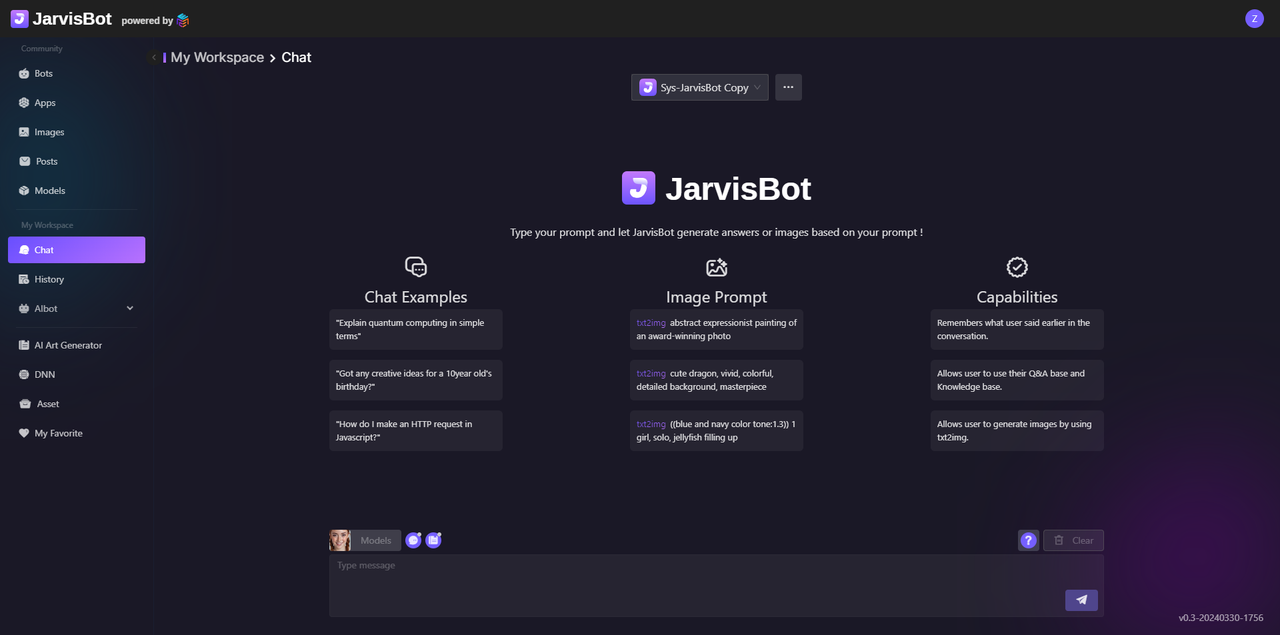 JarvisBot powered by
Z
Community
Bots
Apps
Images
Posts
Models
My Workspace
Chat
History
AIbot
AI Art Generator
DNN
Asset
My Favorite
My Workspace > Chat
Sys-JarvisBot Copy
JarvisBot
Type your prompt and let JarvisBot generate answers or images based on your prompt !
Chat Examples
"Explain quantum computing in simple
terms"
"Got any creative ideas for a 10year old's
birthday?"
"How do I make an HTTP request in
Javascript?"
Image Prompt
txt2img abstract expressionist painting of
an award-winning photo
txt2img cute dragon, vivid, colorful,
detailed background, masterpiece
txt2img ((blue and navy color tone:1.3)) 1
girl, solo, jellyfish filling up
Capabilities
Remembers what user said earlier in the
conversation.
Allows user to use their Q&A base and
Knowledge base.
Allows user to generate images by using
txt2img.
Models
?
Clear
Type message
v0.3-20240330-1756